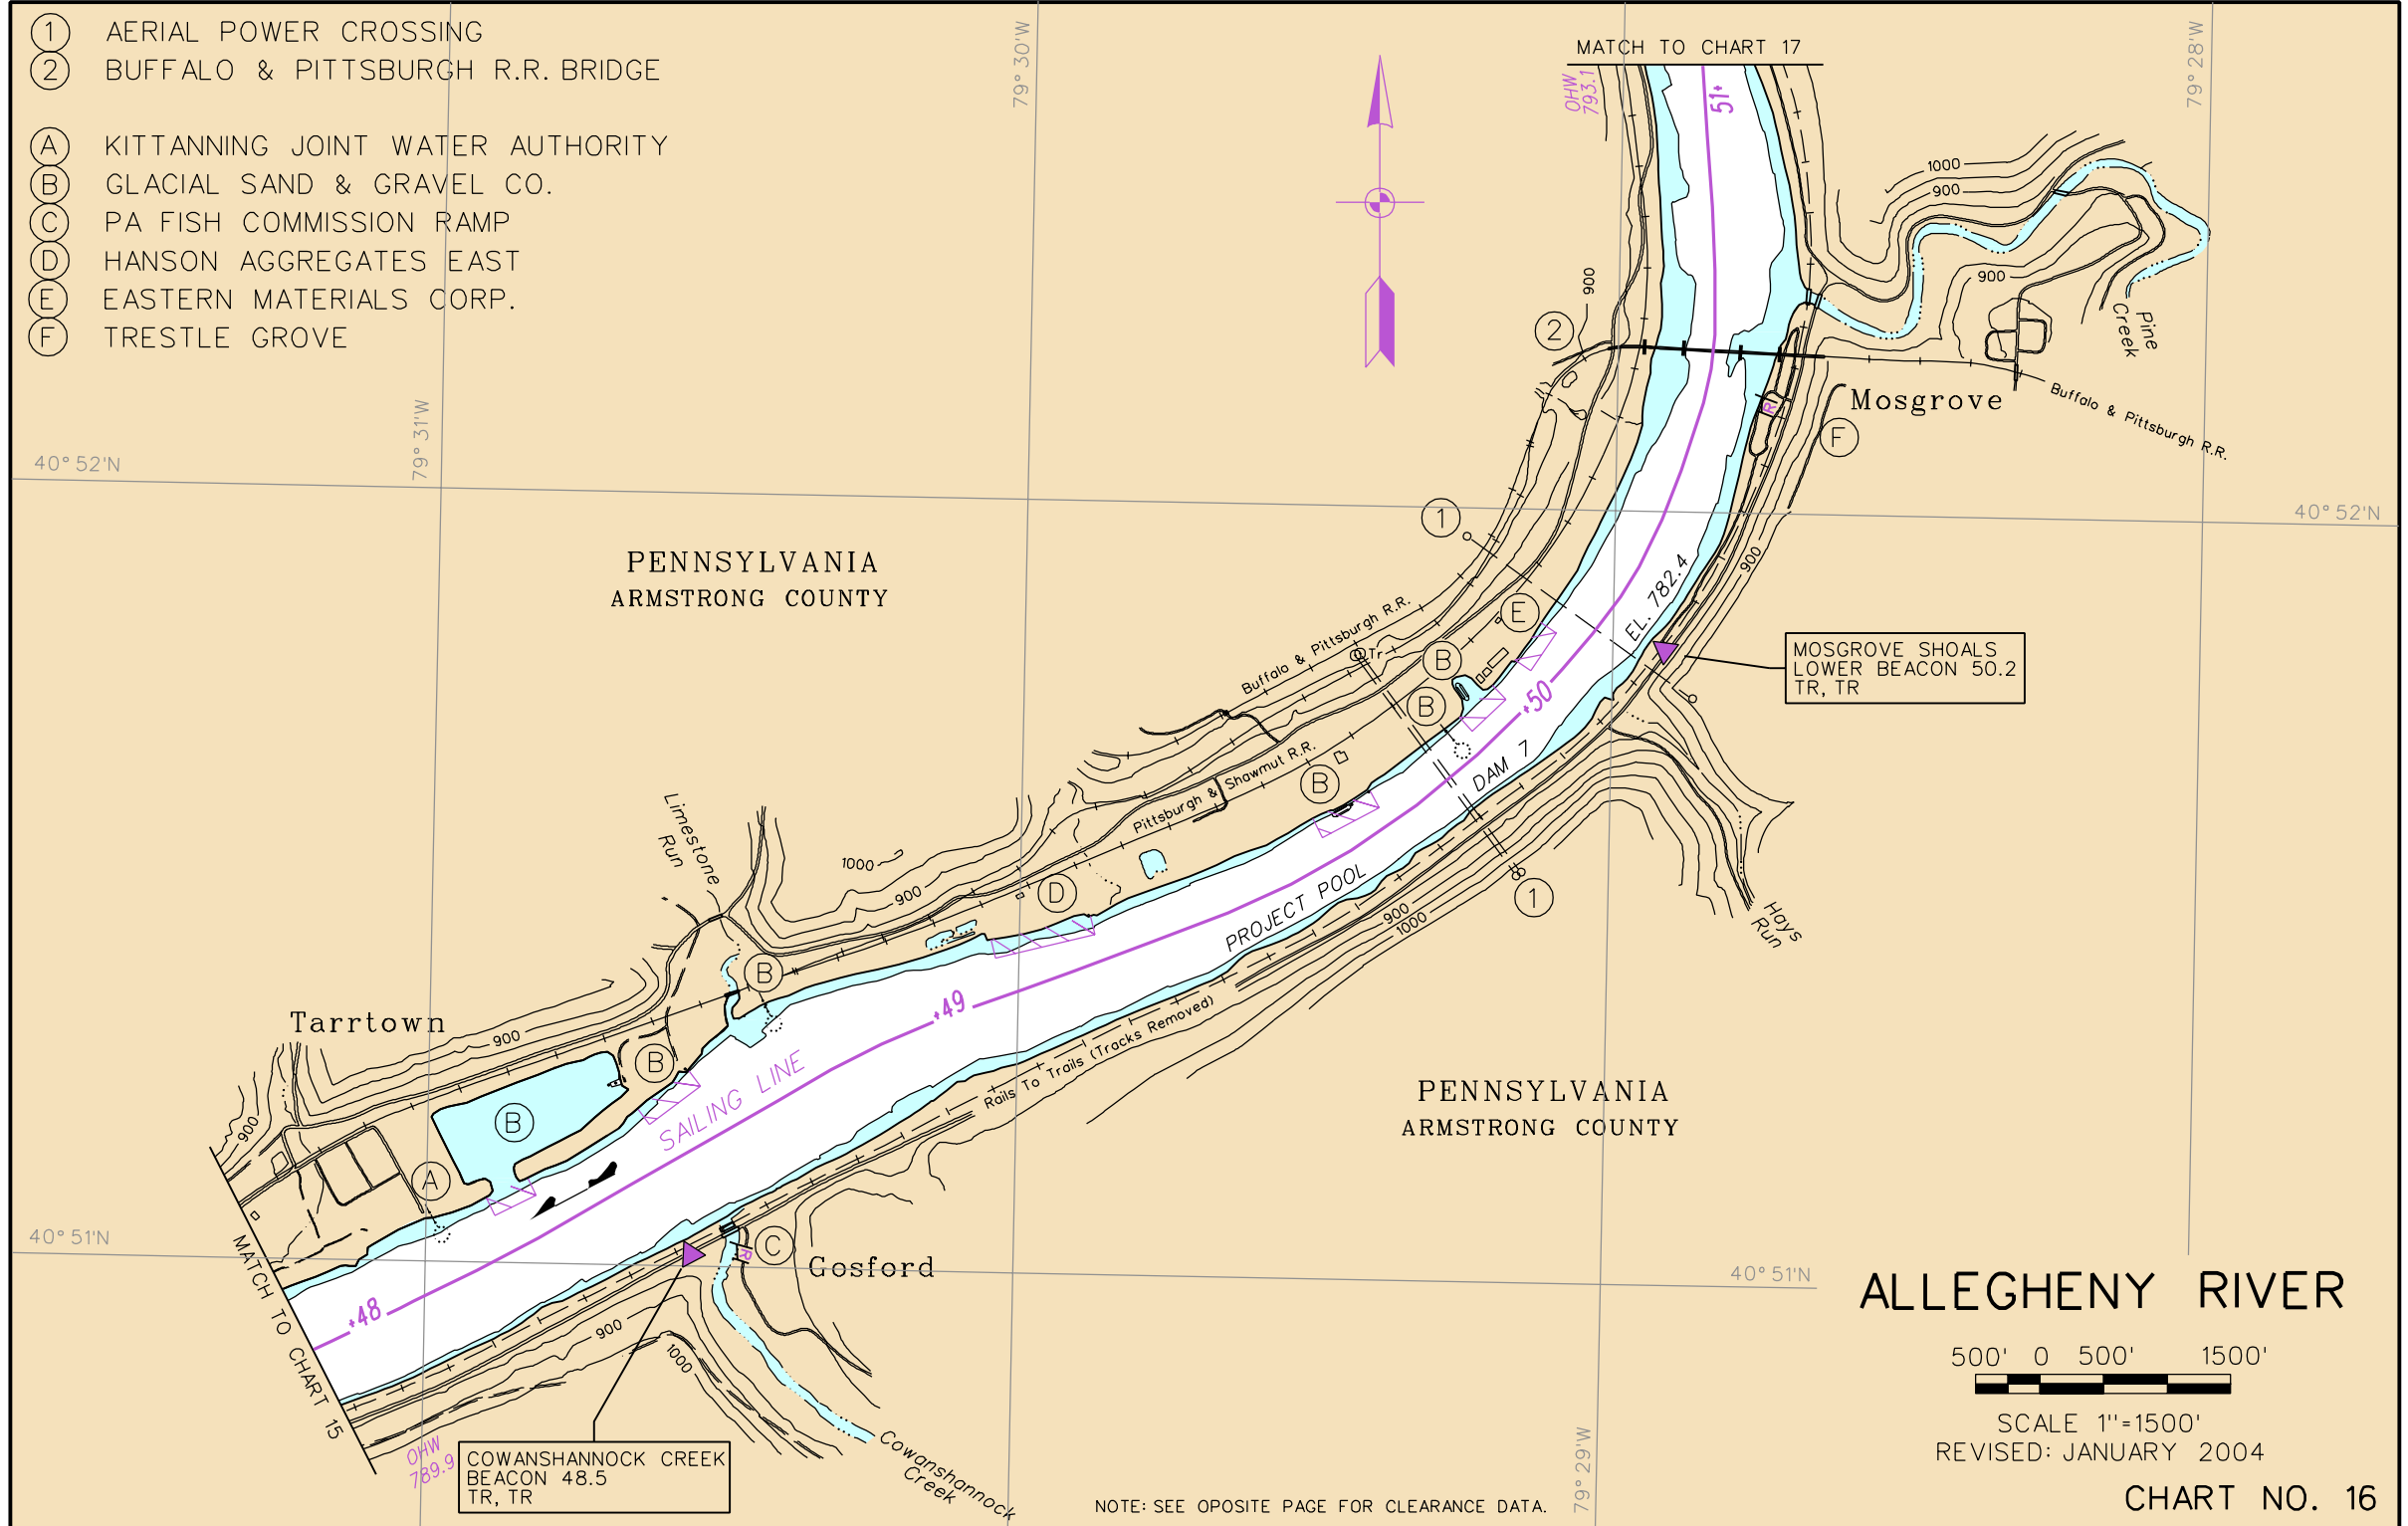 1 AERIAL POWER CROSSING
2 BUFFALO & PITTSBURGH R.R. BRIDGE
A KITTANNING JOINT WATER AUTHORITY
B GLACIAL SAND & GRAVEL CO.
C PA FISH COMMISSION RAMP
D HANSON AGGREGATES EAST
E EASTERN MATERIALS CORP.
F TRESTLE GROVE
79° 30'W
MATCH TO CHART 17
OHW
793.1
51
79° 28'W
1000
900
900
900
Pine
Creek
2
Mosgrove
R
F
Buffalo & Pittsburgh R.R.
79° 31'W
40° 52'N
40° 52'N
1
PENNSYLVANIA
ARMSTRONG COUNTY
900
EL. 782.4
E
Buffalo & Pittsburgh R.R.
Tr
B
B
50
MOSGROVE SHOALS
LOWER BEACON 50.2
TR, TR
DAM 7
Pittsburgh & Shawmut R.R.
B
Limestone
Run
1000
900
D
PROJECT POOL
1
900
1000
Hays
Run
B
49
Tarrtown
900
B
SAILING LINE
Rails To Trails (Tracks Removed)
B
900
A
PENNSYLVANIA
ARMSTRONG COUNTY
40° 51'N
C
R
Gosford
40° 51'N
MATCH TO CHART 15
48
900
1000
OHW
789.9
COWANSHANNOCK CREEK
BEACON 48.5
TR, TR
Cowanshannock
Creek
79° 29'W
NOTE: SEE OPOSITE PAGE FOR CLEARANCE DATA.
ALLEGHENY RIVER
500' 0 500' 1500'
SCALE 1"=1500'
REVISED: JANUARY 2004
CHART NO. 16